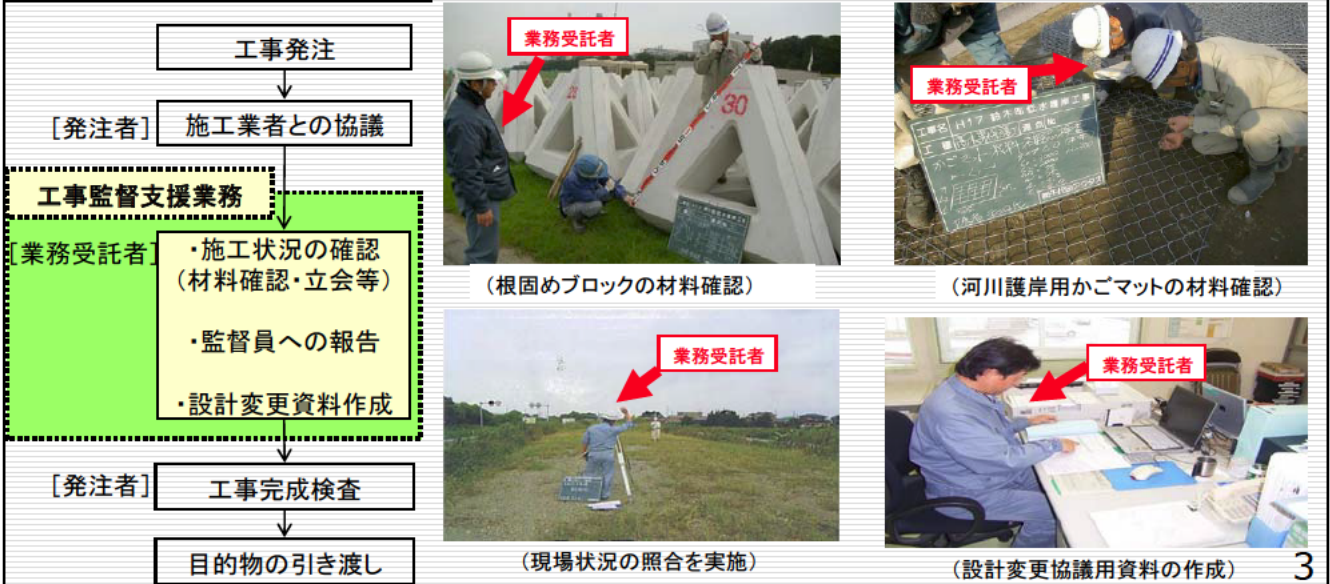 工事発注
[発注者]
施工業者との協議
工事監督支援業務
[業務受託者]
・施工状況の確認
(材料確認・立会等)
・監督員への報告
・設計変更資料作成
[発注者]
工事完成検査
目的物の引き渡し
業務受託者
30
(根固めブロックの材料確認)
業務受託者
工事名 H17
工種
(河川護岸用かごマットの材料確認)
業務受託者
(現場状況の照合を実施)
業務受託者
(設計変更協議用資料の作成)
3